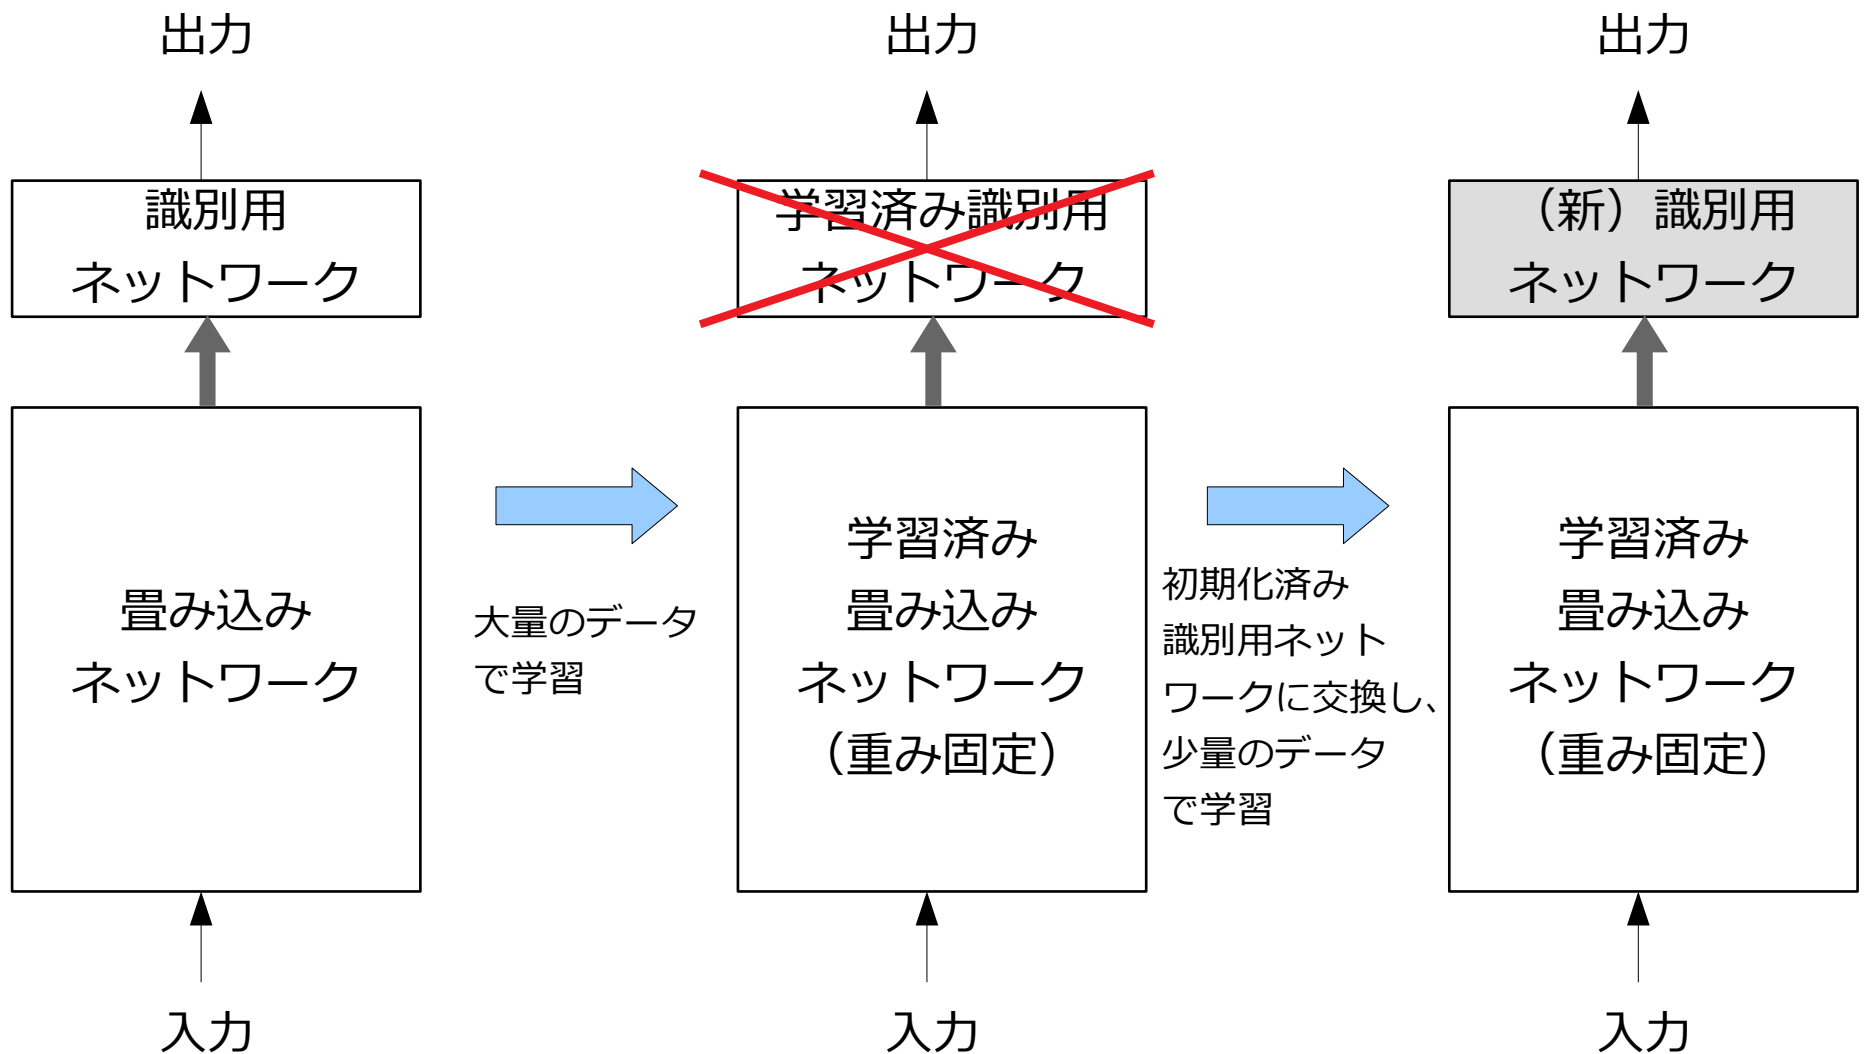 出力
識別用
ネットワーク
畳み込み
ネットワーク
入力
大量のデータ
で学習
出力
学習済み識別用
ネットワーク
学習済み
畳み込み
ネットワーク
（重み固定）
入力
初期化済み
識別用ネット
ワークに交換し、
少量のデータ
で学習
出力
（新）識別用
ネットワーク
学習済み
畳み込み
ネットワーク
（重み固定）
入力